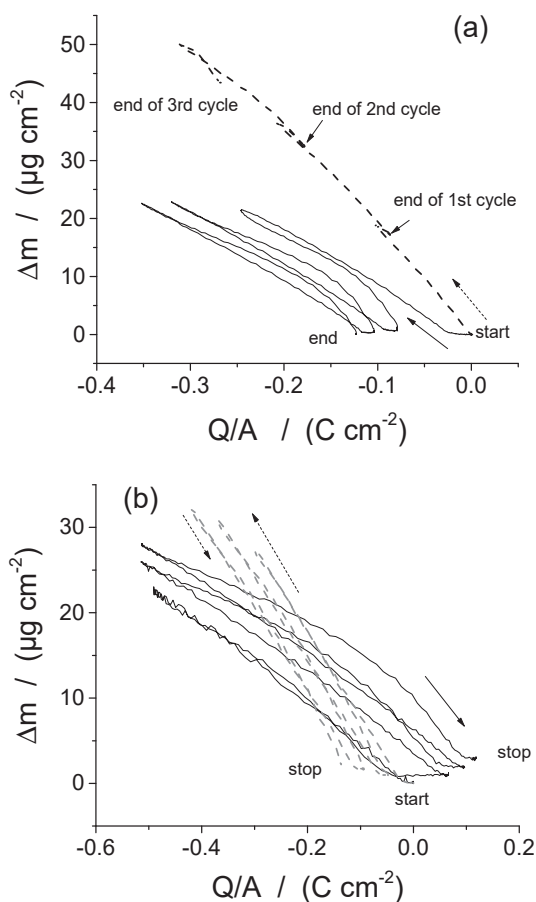 (a)
50
40
30
20
10
0
Δm / (μg cm⁻²)
end of 3rd cycle
end of 2nd cycle
end of 1st cycle
start
end
-0.4 -0.3 -0.2 -0.1 0.0
Q/A / (C cm⁻²)
(b)
30
20
10
0
Δm / (μg cm⁻²)
stop
stop
start
-0.6 -0.4 -0.2 0.0 0.2
Q/A / (C cm⁻²)